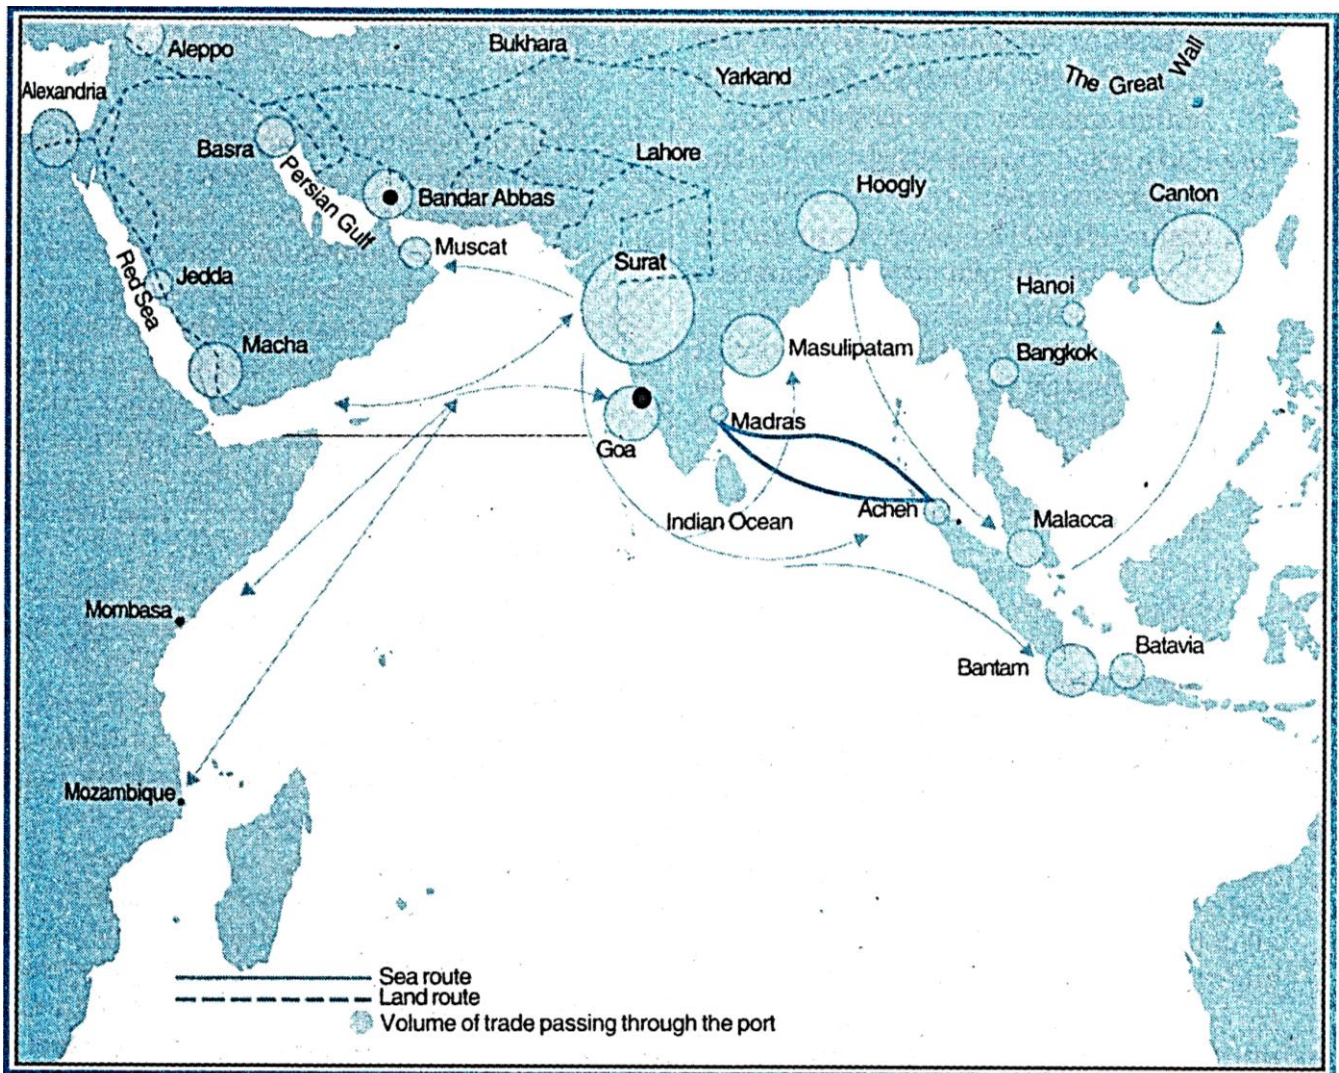 Aleppo
Bukhara
Yarkand
The Great Wall
Alexandria
Basra
Persian Gulf
Lahore
Bandar Abbas
Hoogly
Canton
Muscat
Red Sea
Jedda
Surat
Hanoi
Macha
Masulipatam
Bangkok
Madras
Goa
Indian Ocean
Achen
Malacca
Mombasa
Bantam
Batavia
Mozambique
Sea route
Land route
Volume of trade passing through the port